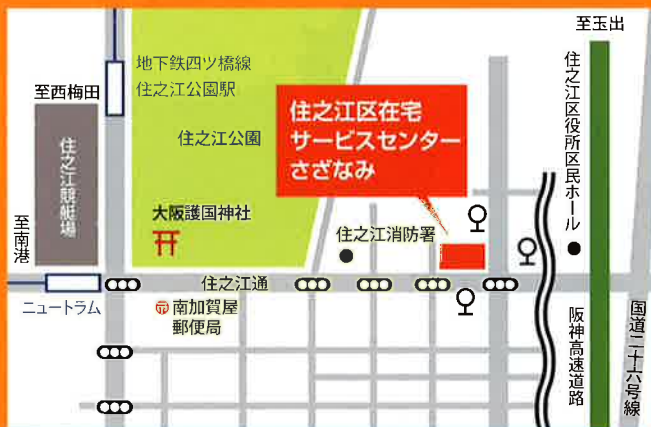 至玉出
地下鉄四ツ橋線
住之江公園駅
至西梅田
住之江公園
住之江競艇場
住之江区在宅
サービスセンター
さざなみ
住之江区役所区民ホール
大阪護国神社
至南港
住之江消防署
住之江通
ニュートラム
南加賀屋
郵便局
阪神高速道路
国道二十六号線